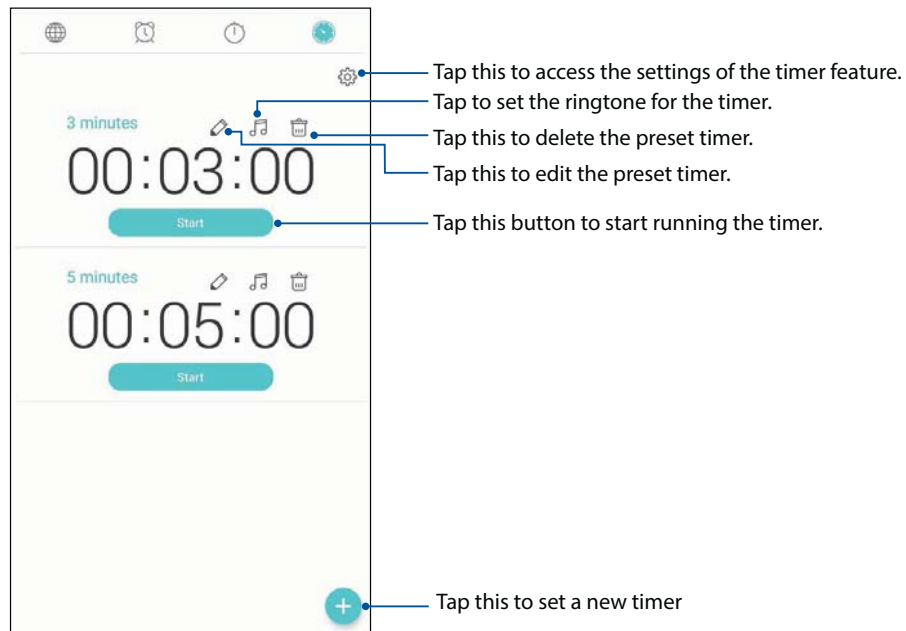 Tap this to access the settings of the timer feature.
3 minutes
Tap to set the ringtone for the timer.
Tap this to delete the preset timer.
00:03:00
Tap this to edit the preset timer.
Start
Tap this button to start running the timer.
5 minutes
00:05:00
Start
Tap this to set a new timer